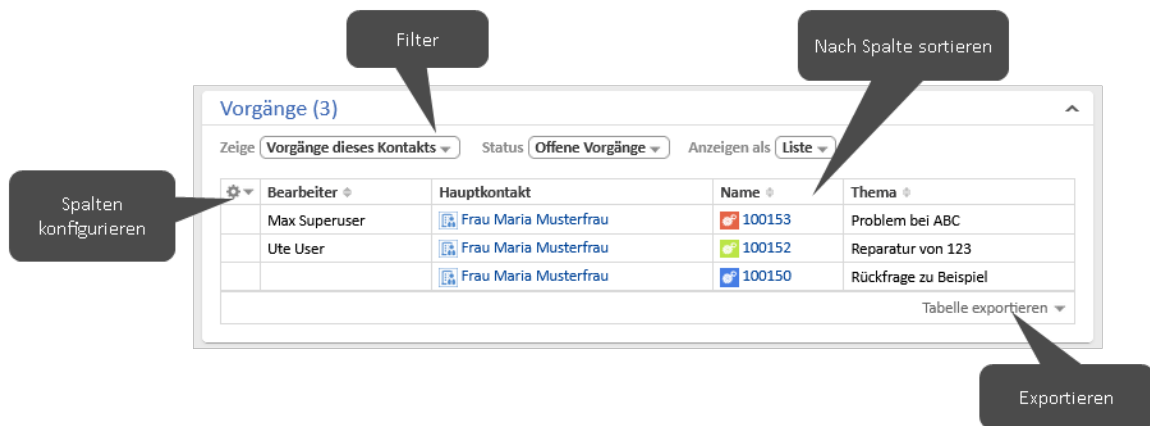 Filter
Nach Spalte sortieren
Vorgänge (3)
Zeige Vorgänge dieses Kontakts Status Offene Vorgänge Anzeigen als Liste
Spalten
konfigurieren
Bearbeiter Hauptkontakt Name Thema
Max Superuser Frau Maria Musterfrau 100153 Problem bei ABC
Ute User Frau Maria Musterfrau 100152 Reparatur von 123
Frau Maria Musterfrau 100150 Rückfrage zu Beispiel
Tabelle exportieren
Exportieren